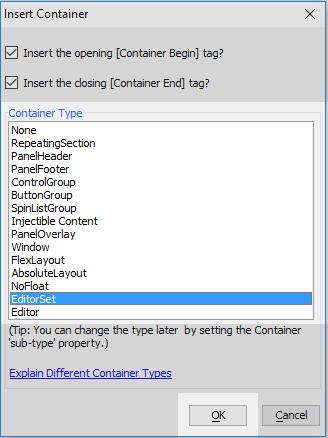 Insert Container
Insert the opening [Container Begin] tag?
Insert the closing [Container End] tag?
Container Type
None
RepeatingSection
PanelHeader
PanelFooter
ControlGroup
ButtonGroup
SpinListGroup
Injectible Content
PanelOverlay
Window
FlexLayout
AbsoluteLayout
NoFloat
EditorSet
Editor
(Tip: You can change the type later by setting the Container
'sub-type' property.)
Explain Different Container Types
OK
Cancel